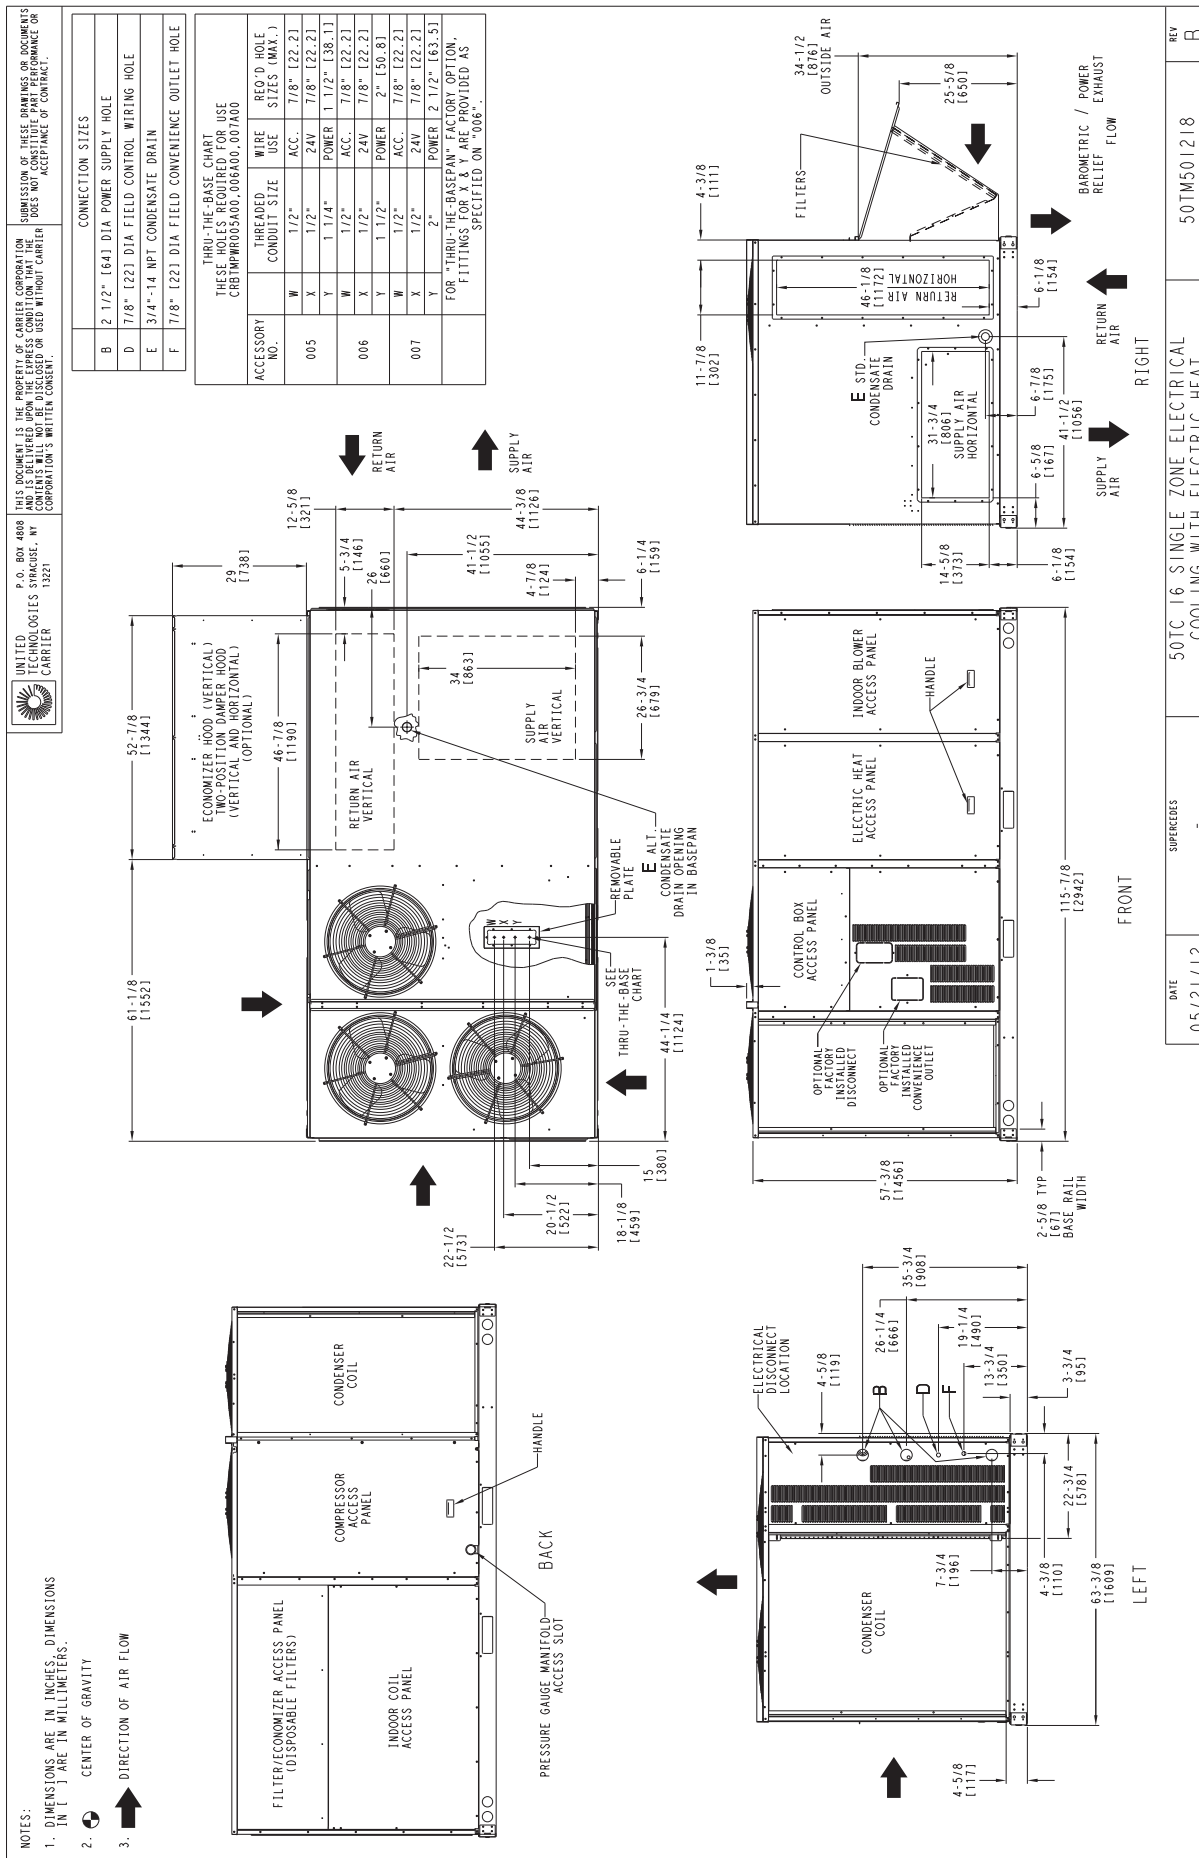 NOTES:
1. DIMENSIONS ARE IN INCHES, DIMENSIONS
IN [ ] ARE IN MILLIMETERS.
2. CENTER OF GRAVITY
3. DIRECTION OF AIR FLOW
UNITED
TECHNOLOGIES
CARRIER
P.O. BOX 4808
SYRACUSE, NY
13221
THIS DOCUMENT IS THE PROPERTY OF CARRIER CORPORATION
AND IS DELIVERED UPON THE EXPRESS CONDITION THAT THE
CONTENTS WILL NOT BE DISCLOSED OR USED WITHOUT CARRIER
CORPORATION'S WRITTEN CONSENT.
SUBMISSION OF THESE DRAWINGS OR DOCUMENTS
DOES NOT CONSTITUTE PART PERFORMANCE OR
ACCEPTANCE OF CONTRACT.
CONNECTION SIZES
B 2 1/2" [64] DIA POWER SUPPLY HOLE
D 7/8" [22] DIA FIELD CONTROL WIRING HOLE
E 3/4"-14 NPT CONDENSATE DRAIN
F 7/8" [22] DIA FIELD CONVENIENCE OUTLET HOLE
THRU-THE-BASE CHART
THESE HOLES REQUIRED FOR USE
CRBTMPWR005A00,006A00,007A00
ACCESSORY NO. THREADED CONDUIT SIZE WIRE USE REQ'D HOLE SIZES (MAX.)
005
W 1/2" ACC. 7/8" [22.2]
X 1/2" 24V 7/8" [22.2]
Y 1 1/4" POWER 1 1/2" [38.1]
006
W 1/2" ACC. 7/8" [22.2]
X 1/2" 24V 7/8" [22.2]
Y 1 1/2" POWER 2" [50.8]
007
W 1/2" ACC. 7/8" [22.2]
X 1/2" 24V 7/8" [22.2]
Y 2" POWER 2 1/2" [63.5]
FOR "THRU-THE-BASEPAN" FACTORY OPTION,
FITTINGS FOR X & Y ARE PROVIDED AS
SPECIFIED ON "006".
FILTER/ECONOMIZER ACCESS PANEL
(DISPOSABLE FILTERS)
INDOOR COIL
ACCESS PANEL
COMPRESSOR
ACCESS
PANEL
CONDENSER
COIL
HANDLE
PRESSURE GAUGE MANIFOLD
ACCESS SLOT
BACK
61-1/8
[1552]
52-7/8
[1344]
29
[738]
ECONOMIZER HOOD (VERTICAL)
TWO-POSITION DAMPER HOOD
(VERTICAL AND HORIZONTAL)
(OPTIONAL)
46-7/8
[1190]
RETURN AIR
VERTICAL
5-3/4
[146]
12-5/8
[321]
26
[660]
41-1/2
[1055]
44-3/8
[1126]
4-7/8
[124]
6-1/4
[159]
34
[863]
SUPPLY
AIR
VERTICAL
26-3/4
[679]
RETURN
AIR
SUPPLY
AIR
W
X
Y
REMOVABLE
PLATE
E ALT.
CONDENSATE
DRAIN OPENING
IN BASEPAN
SEE
THRU-THE-BASE
CHART
44-1/4
[1124]
15
[380]
18-1/8
[459]
20-1/2
[522]
22-1/2
[573]
CONDENSER
COIL
ELECTRICAL
DISCONNECT
LOCATION
4-5/8
[119]
B
D
F
35-3/4
[908]
26-1/4
[666]
19-1/4
[490]
13-3/4
[350]
3-3/4
[95]
22-3/4
[578]
7-3/4
[196]
4-3/8
[110]
63-3/8
[1609]
4-5/8
[117]
LEFT
57-3/8
[1456]
2-5/8 TYP
[67]
BASE RAIL
WIDTH
1-3/8
[35]
OPTIONAL
FACTORY
INSTALLED
DISCONNECT
OPTIONAL
FACTORY
INSTALLED
CONVENIENCE
OUTLET
CONTROL BOX
ACCESS PANEL
ELECTRIC HEAT
ACCESS PANEL
INDOOR BLOWER
ACCESS PANEL
HANDLE
115-7/8
[2942]
FRONT
11-7/8
[302]
4-3/8
[111]
FILTERS
34-1/2
[876]
OUTSIDE AIR
25-5/8
[650]
46-1/8
[1172]
RETURN AIR
HORIZONTAL
E STD.
CONDENSATE
DRAIN
31-3/4
[806]
SUPPLY AIR
HORIZONTAL
14-5/8
[373]
6-1/8
[154]
6-5/8
[167]
6-7/8
[175]
41-1/2
[1056]
6-1/8
[154]
BAROMETRIC / POWER
RELIEF EXHAUST
FLOW
SUPPLY
AIR
RETURN
AIR
RIGHT
DATE
05/21/12
SUPERCEDES
-
50TC 16 SINGLE ZONE ELECTRICAL
COOLING WITH ELECTRIC HEAT
50TM501218
REV
B